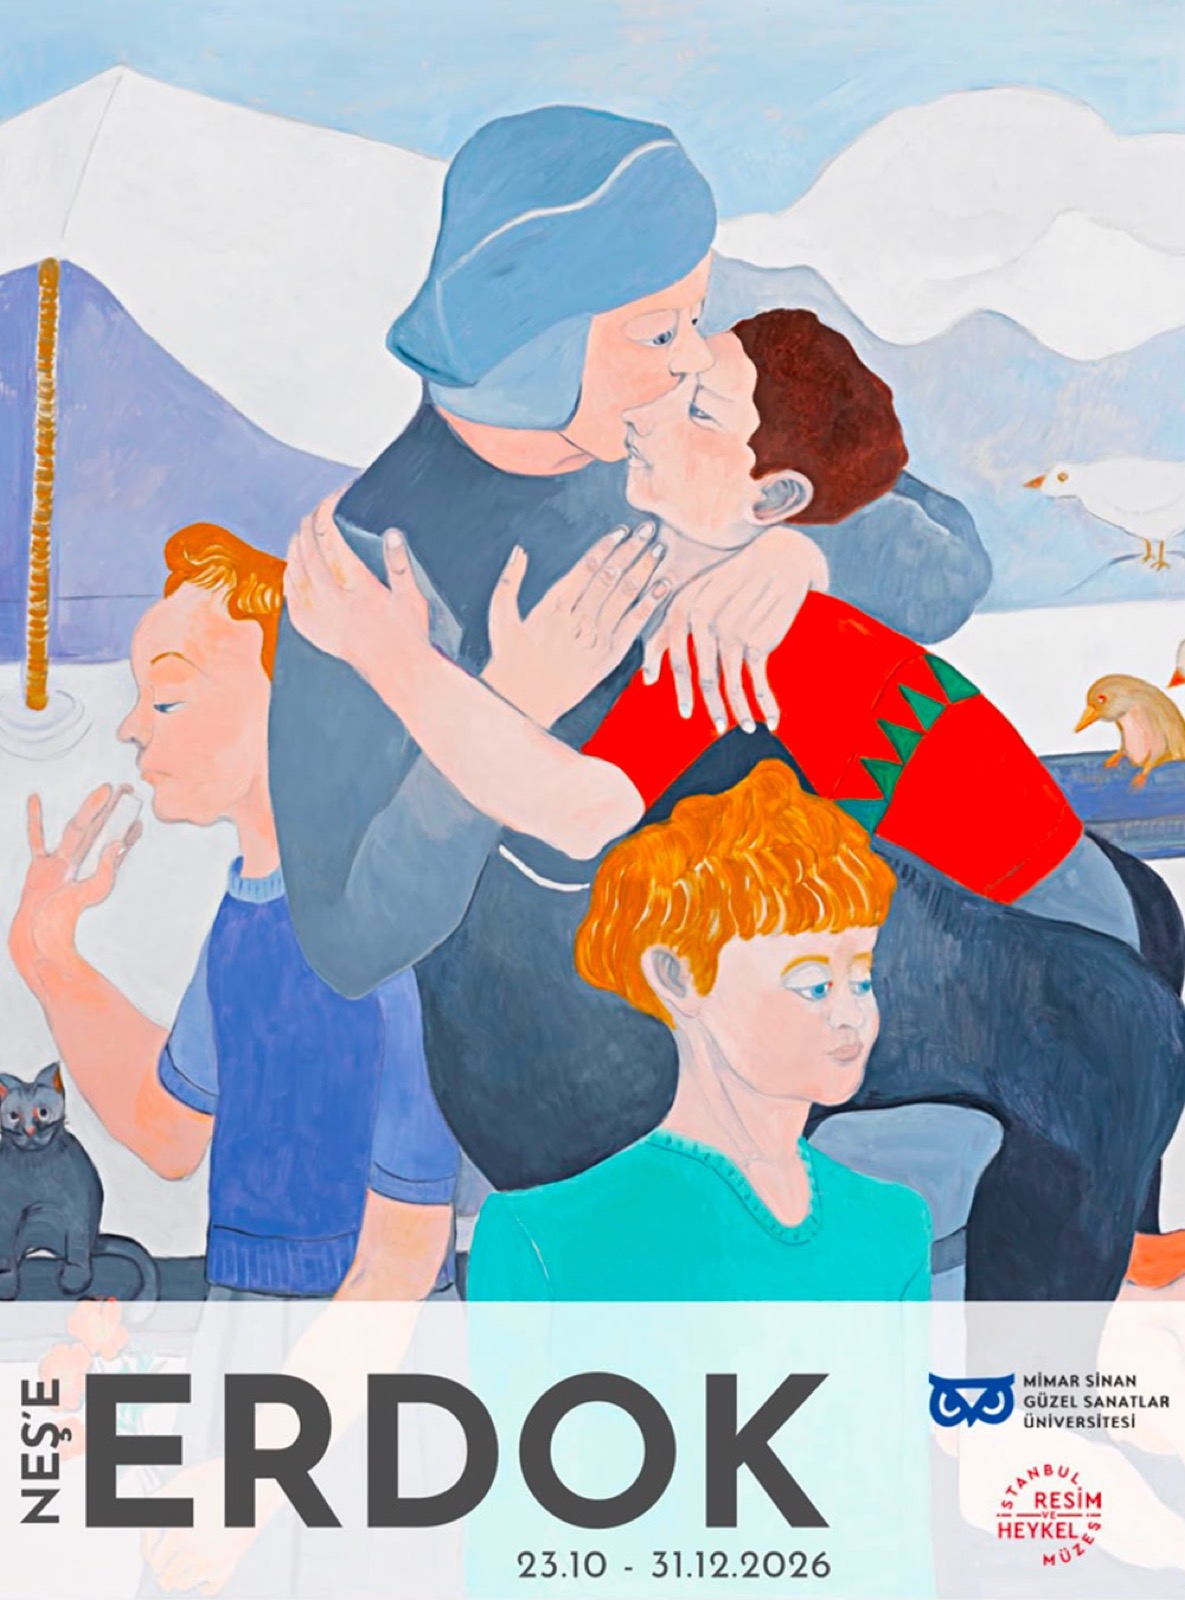 NEŞ'E
ERDOK
23.10 - 31.12.2026
MİMAR SİNAN
GÜZEL SANATLAR
ÜNİVERSİTESİ
İSTANBUL
RESİM
VE
HEYKEL
MÜZESİ